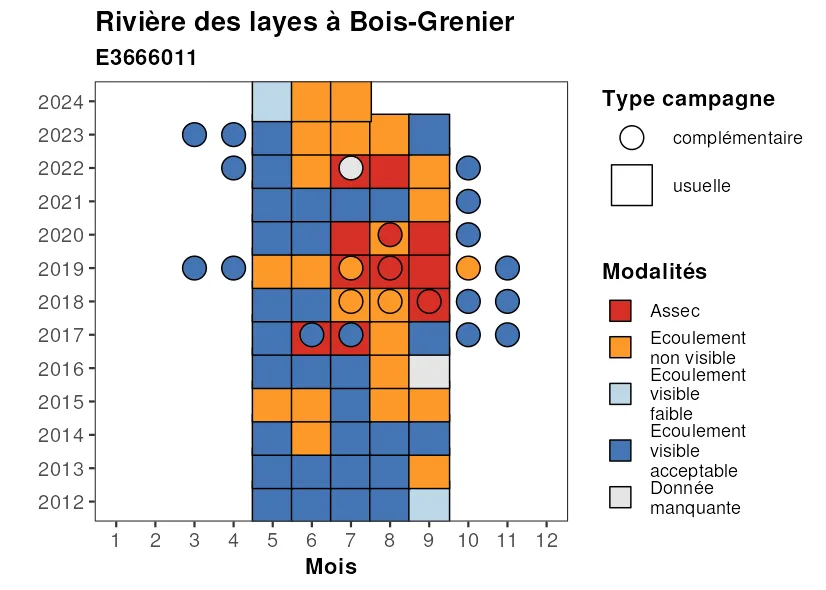 Rivière des layes à Bois-Grenier
E3666011
2024
2023
2022
2021
2020
2019
2018
2017
2016
2015
2014
2013
2012
1 2 3 4 5 6 7 8 9 10 11 12
Mois
Type campagne
complémentaire
usuelle
Modalités
Assec
Ecoulement
non visible
Ecoulement
visible
faible
Ecoulement
visible
acceptable
Donnée
manquante